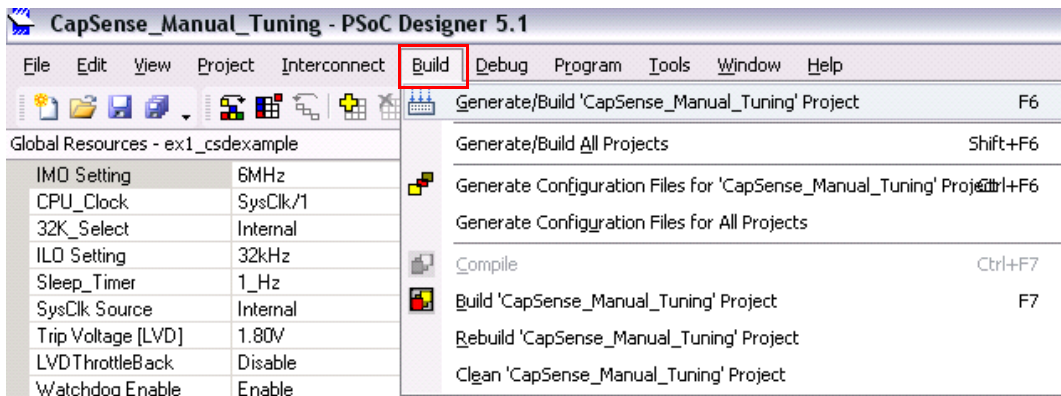 CapSense_Manual_Tuning - PSoC Designer 5.1
File Edit View Project Interconnect Build Debug Program Tools Window Help
Generate/Build 'CapSense_Manual_Tuning' Project F6
Global Resources - ex1_csdexample
Generate/Build All Projects Shift+F6
IMO Setting 6MHz
Generate Configuration Files for 'CapSense_Manual_Tuning' Project Ctrl+F6
CPU_Clock SysClk/1
32K_Select Internal
Generate Configuration Files for All Projects
ILO Setting 32kHz
Compile Ctrl+F7
Sleep_Timer 1_Hz
Build 'CapSense_Manual_Tuning' Project F7
SysClk Source Internal
Trip Voltage [LVD] 1.80V
Rebuild 'CapSense_Manual_Tuning' Project
LVDThrottleBack Disable
Clean 'CapSense_Manual_Tuning' Project
Watchdog Enable Enable